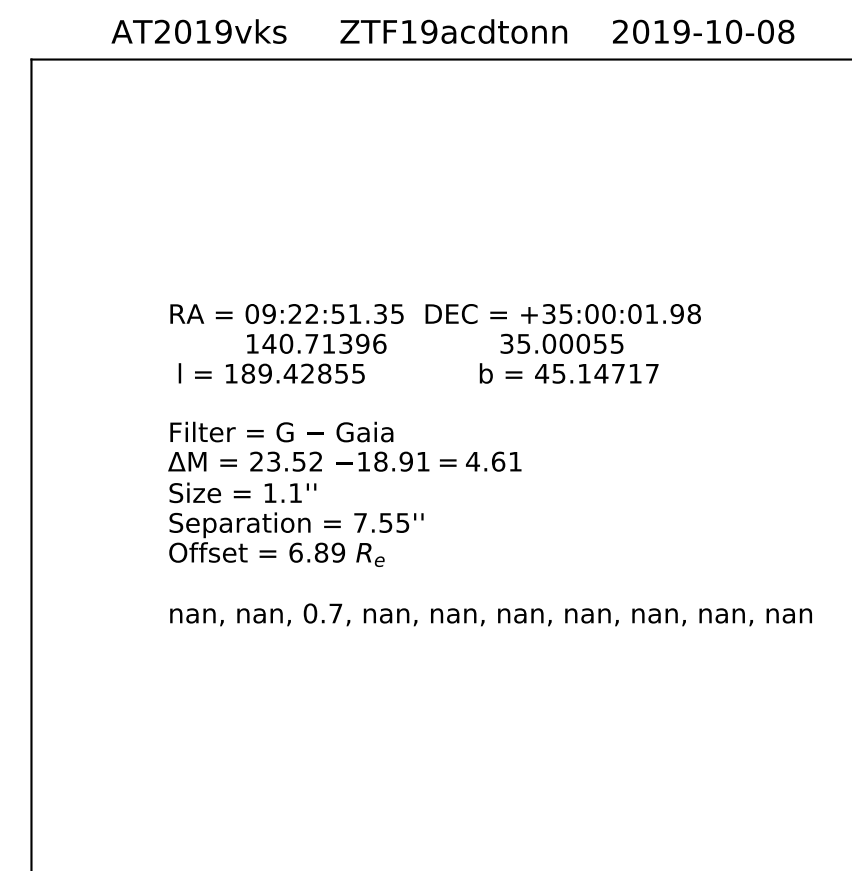 AT2019vks ZTF19acdtonn 2019-10-08
RA = 09:22:51.35 DEC = +35:00:01.98
140.71396 35.00055
l = 189.42855 b = 45.14717
Filter = G − Gaia
ΔM = 23.52 −18.91 = 4.61
Size = 1.1''
Separation = 7.55''
Offset = 6.89 Rₑ
nan, nan, 0.7, nan, nan, nan, nan, nan, nan, nan